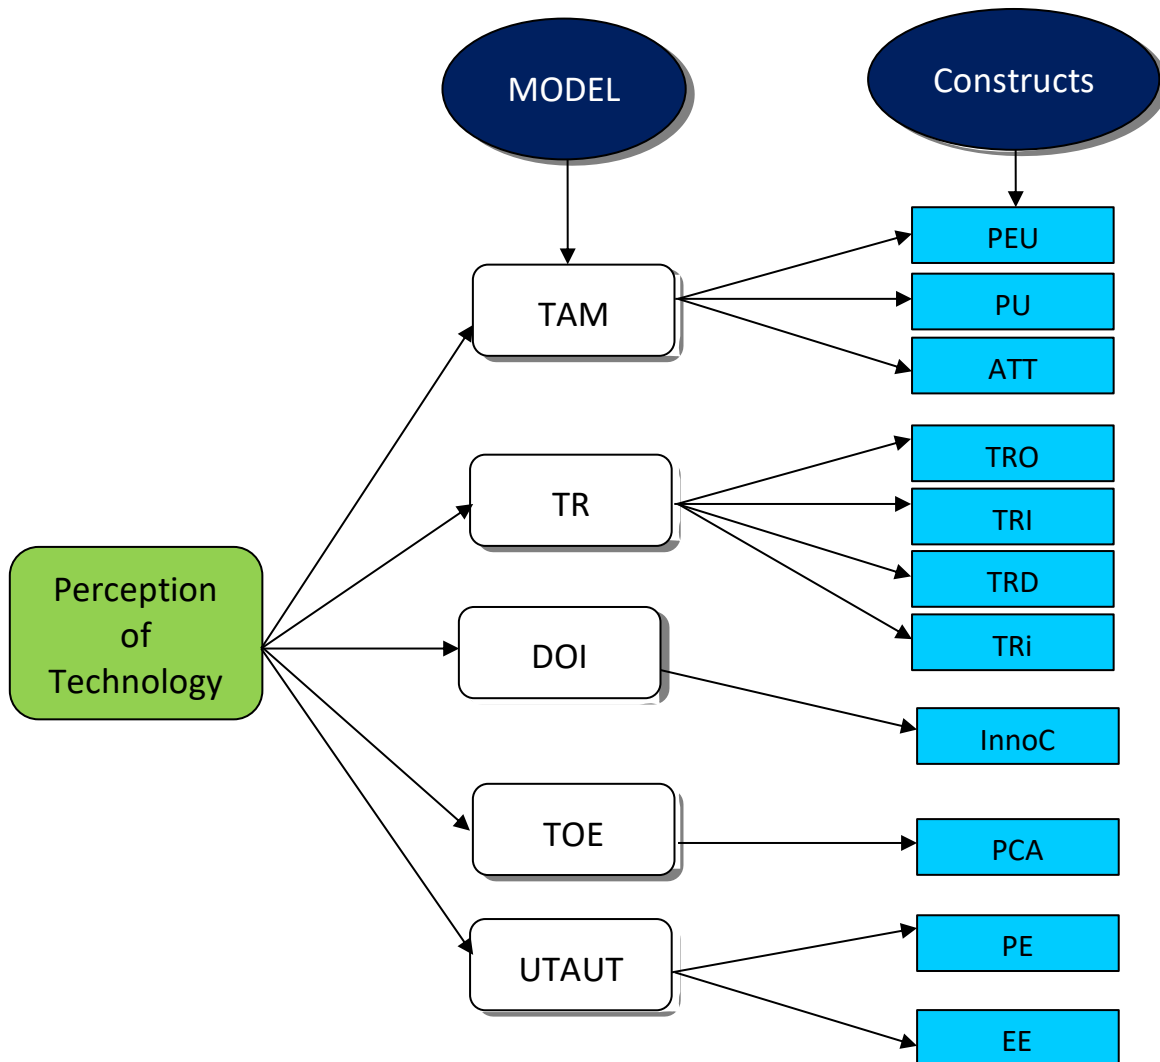 MODEL
Constructs
PEU
TAM
PU
ATT
TRO
TR
TRI
TRD
TRi
Perception
of
Technology
DOI
InnoC
TOE
PCA
UTAUT
PE
EE